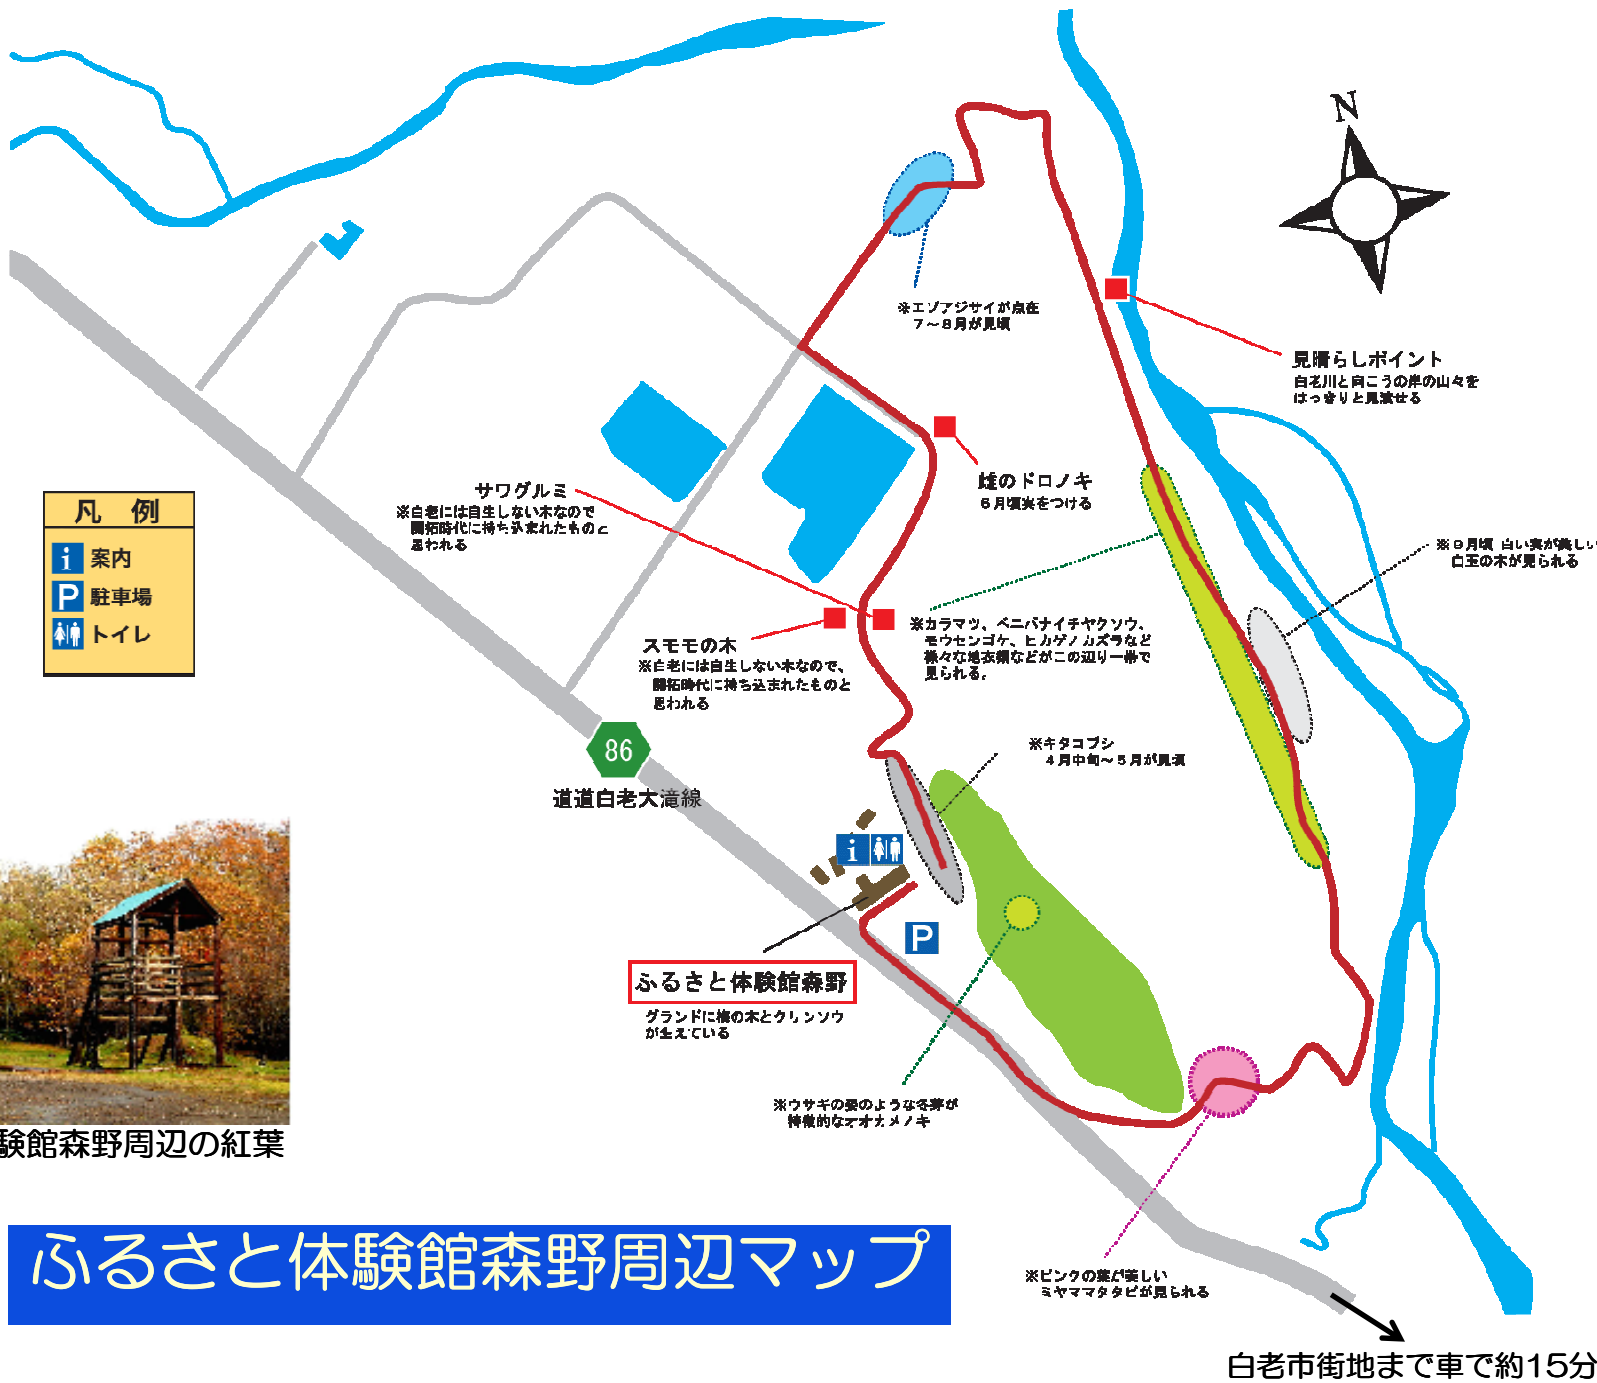 N
※エゾアジサイが点在
7～8月が見頃
見晴らしポイント
白老川と向こうの岸の山々を
はっきりと見渡せる
雌のドロノキ
6月頃実をつける
サワグルミ
※白老には自生しない木なので
開拓時代に持ち込まれたものと
思われる
凡 例
i 案内
P 駐車場
トイレ
※9月頃 白い実が美しい
白玉の木が見られる
※カラマツ、ベニバナイチヤクソウ、
モウセンゴケ、ヒカゲノカズラなど
様々な地衣類などがこの辺り一帯で
見られる。
スモモの木
※白老には自生しない木なので、
開拓時代に持ち込まれたものと
思われる
86
道道白老大滝線
※キタコブシ
4月中旬～5月が見頃
i
P
ふるさと体験館森野
グランドに梅の木とクリンソウ
が生えている
※ウサギの姿のような冬芽が
特徴的なオオカメノキ
験館森野周辺の紅葉
ふるさと体験館森野周辺マップ
※ピンクの葉が美しい
ミヤママタタビが見られる
白老市街地まで車で約15分